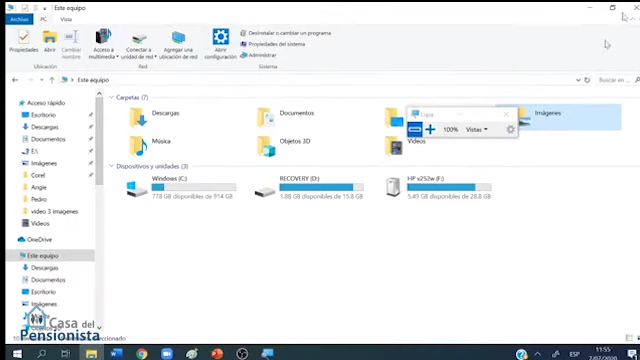 Este equipo
Archivo PC Vista
Propiedades
Abrir
Cambiar nombre
Acceso a multimedia
Conectar a unidad de red
Agregar una ubicación de red
Abrir configuración
Desinstalar o cambiar un programa
Propiedades del sistema
Administrar
Ubicación
Red
Sistema
Este equipo
Buscar en ...
Acceso rápido
Escritorio
Descargas
Documentos
E:\
Imágenes
Corel
Angie
Pedro
video 3 imagenes
Videos
OneDrive
Este equipo
Descargas
Documentos
Escritorio
Imágenes
Carpetas (7)
Descargas
Documentos
Imágenes
Música
Objetos 3D
Videos
Lupa
100% Vistas
Dispositivos y unidades (3)
Windows (C:)
778 GB disponibles de 914 GB
RECOVERY (D:)
1.88 GB disponibles de 15.8 GB
HP v252w (F:)
5.49 GB disponibles de 28.8 GB
Casa del
Pensionista
ESP
11:55
7/07/2020